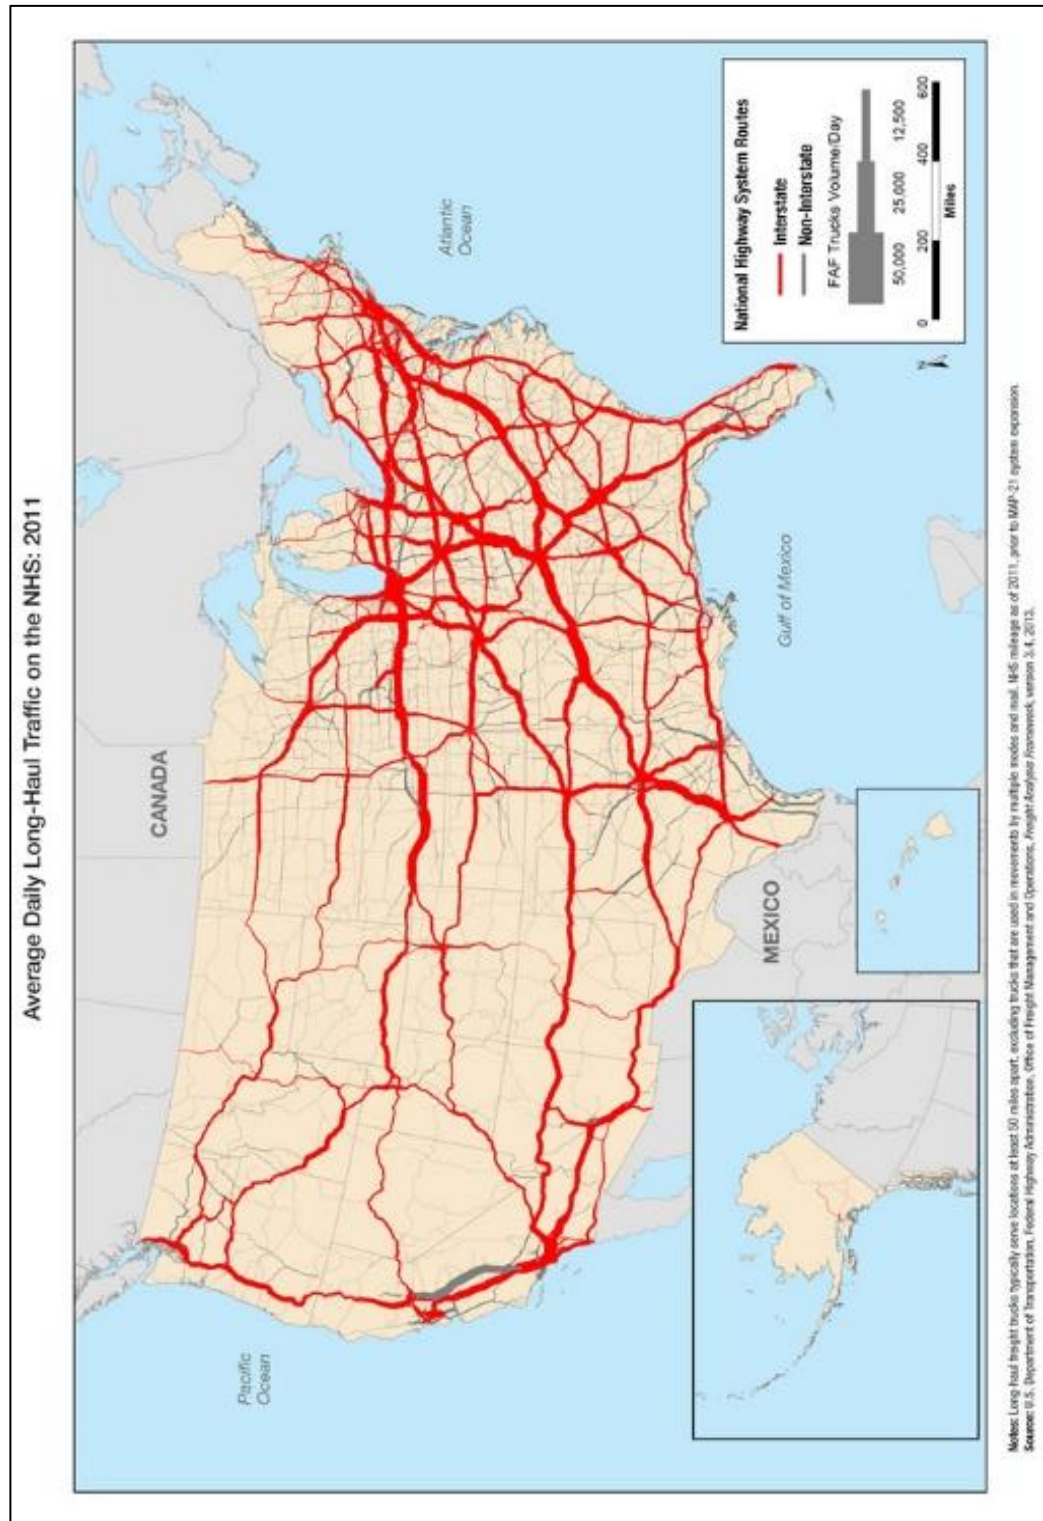 Average Daily Long-Haul Traffic on the NHS: 2011
CANADA
Pacific
Ocean
Atlantic
Ocean
MEXICO
Gulf of Mexico
National Highway System Routes
Interstate
Non-Interstate
FAF Trucks Volume/Day
50,000 25,000 12,500
0 200 400 600
Miles
N
Notes: Long-haul freight trucks typically serve locations at least 50 miles apart, excluding trucks that are used in movements by multiple modes and mail. NHS mileage as of 2011, prior to MAP-21 system expansion.
Source: U.S. Department of Transportation, Federal Highway Administration, Office of Freight Management and Operations, Freight Analysis Framework, version 3.4, 2013.